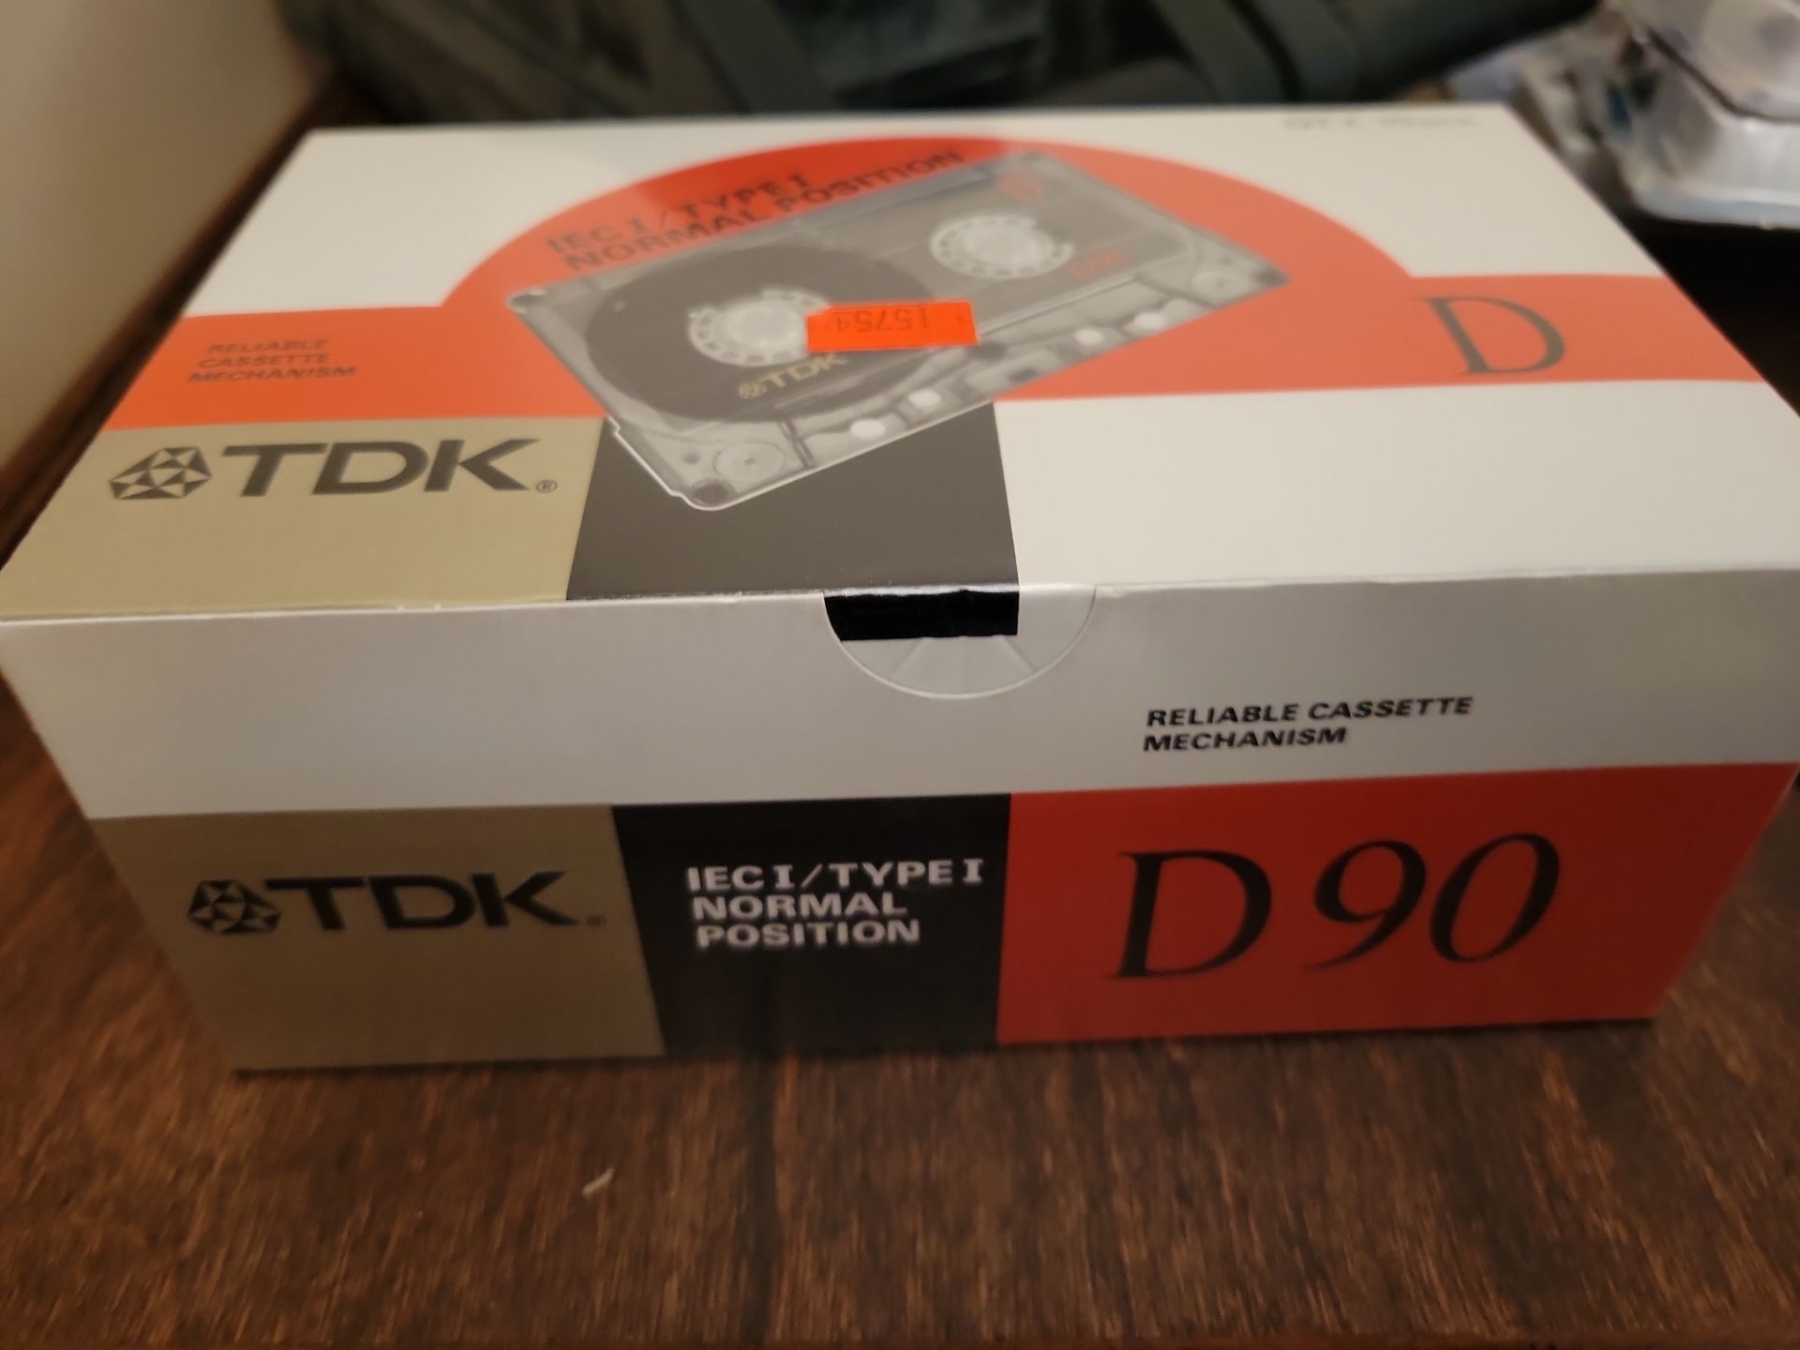 IEC I/TYPE I
NORMAL POSITION
RELIABLE
CASSETTE
MECHANISM
D
15754
TDK
TDK®
RELIABLE CASSETTE
MECHANISM
TDK®
IEC I/TYPE I
NORMAL
POSITION
D90